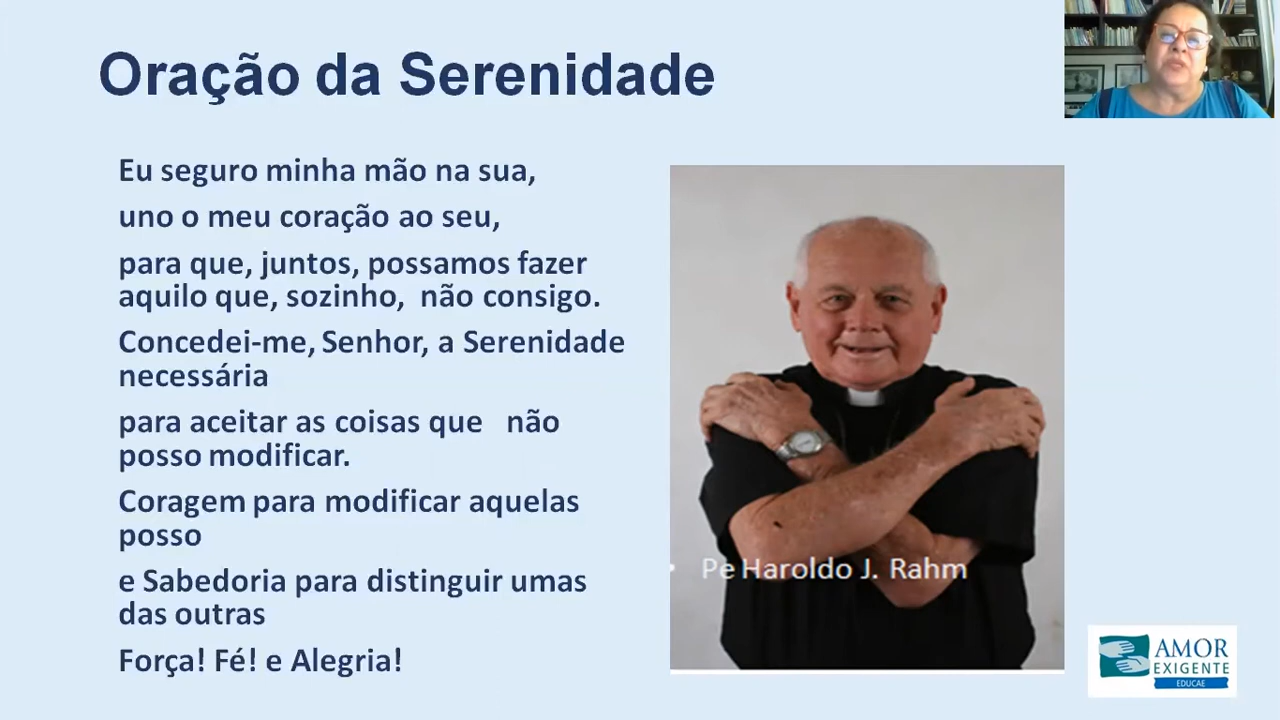 Oração da Serenidade
Eu seguro minha mão na sua,
uno o meu coração ao seu,
para que, juntos, possamos fazer
aquilo que, sozinho, não consigo.
Concedei-me, Senhor, a Serenidade
necessária
para aceitar as coisas que não
posso modificar.
Coragem para modificar aquelas
posso
e Sabedoria para distinguir umas
das outras
Força! Fé! e Alegria!
• Pe Haroldo J. Rahm
AMOR
EXIGENTE
EDUCAE